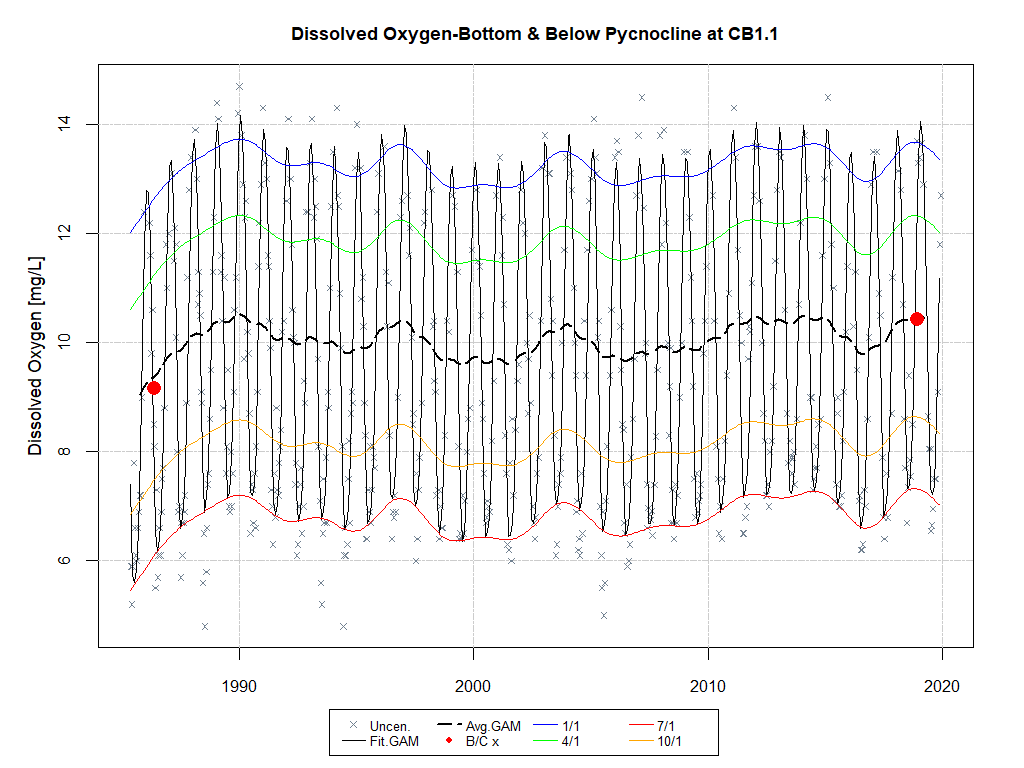 Dissolved Oxygen-Bottom & Below Pycnocline at CB1.1
Dissolved Oxygen [mg/L]
14
12
10
8
6
1990 2000 2010 2020
Uncen. Avg.GAM 1/1 7/1
Fit.GAM B/C x 4/1 10/1